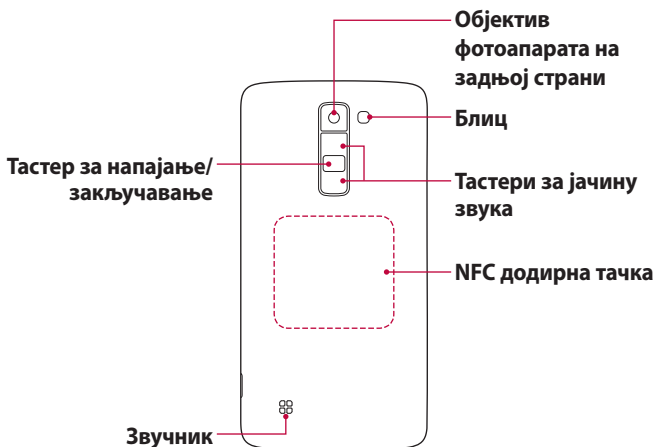 Објектив
фотоапарата на
задњој страни
Блиц
Тастер за напајање/
закључавање
Тастери за јачину
звука
NFC додирна тачка
Звучник